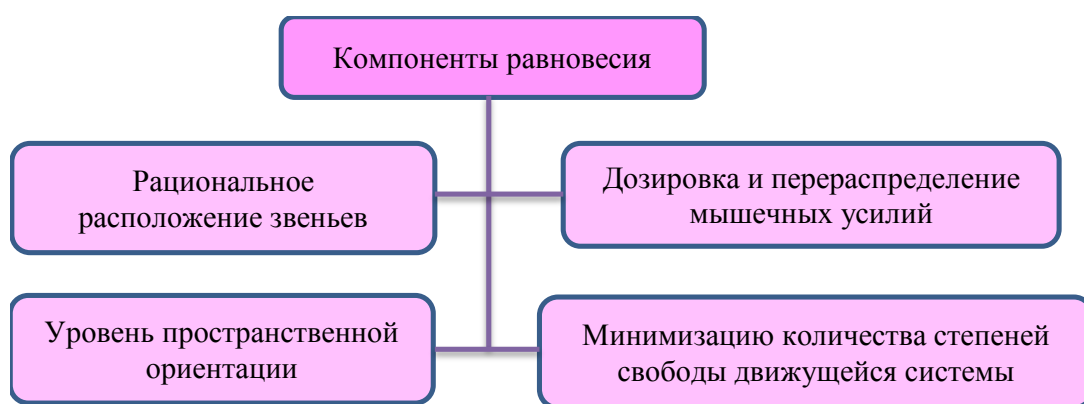 Компоненты равновесия
Рациональное
расположение звеньев
Дозировка и перераспределение
мышечных усилий
Уровень пространственной
ориентации
Минимизацию количества степеней
свободы движущейся системы